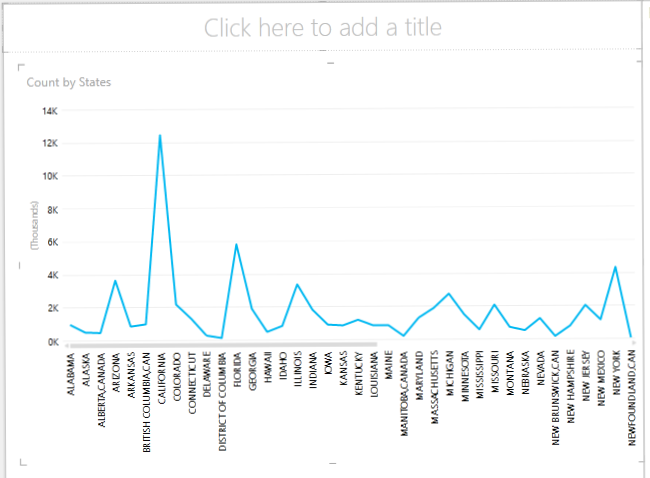 Click here to add a title
Count by States
14K
12K
10K
8K
6K
4K
2K
0K
(Thousands)
ALABAMA
ALASKA
ALBERTA,CANADA
ARIZONA
ARKANSAS
BRITISH COLUMBIA,CAN
CALIFORNIA
COLORADO
CONNECTICUT
DELAWARE
DISTRICT OF COLUMBIA
FLORIDA
GEORGIA
HAWAII
IDAHO
ILLINOIS
INDIANA
IOWA
KANSAS
KENTUCKY
LOUISIANA
MAINE
MANITOBA,CANADA
MARYLAND
MASSACHUSETTS
MICHIGAN
MINNESOTA
MISSISSIPPI
MISSOURI
MONTANA
NEBRASKA
NEVADA
NEW BRUNSWICK,CAN
NEW HAMPSHIRE
NEW JERSEY
NEW MEXICO
NEW YORK
NEWFOUNDLAND,CAN